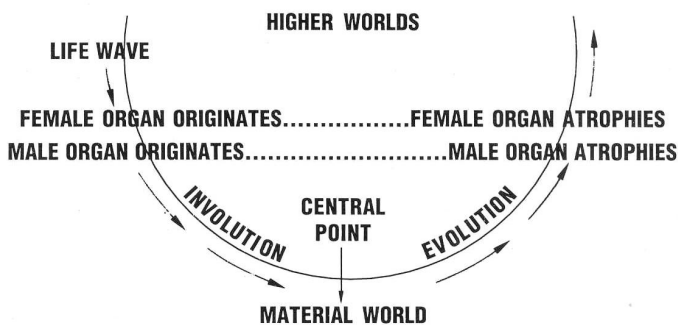 HIGHER WORLDS
LIFE WAVE
FEMALE ORGAN ORIGINATES.................FEMALE ORGAN ATROPHIES
MALE ORGAN ORIGINATES...........................MALE ORGAN ATROPHIES
INVOLUTION
CENTRAL
POINT
EVOLUTION
MATERIAL WORLD